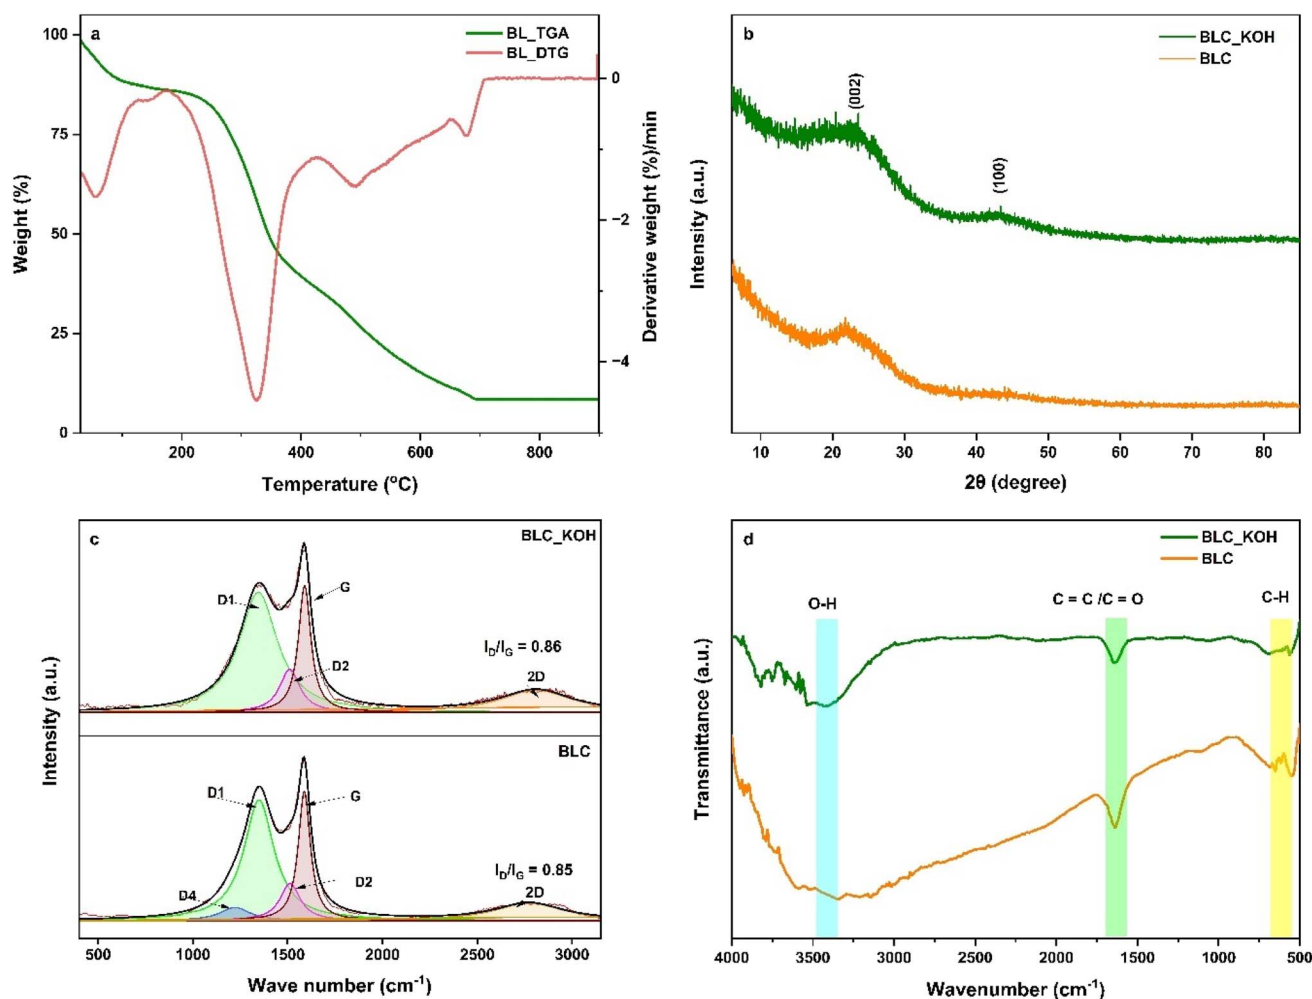 a
BL_TGA
BL_DTG
100
75
50
25
0
Weight (%)
0
−2
−4
Derivative weight (%)/min
200
400
600
800
Temperature (°C)
b
BLC_KOH
BLC
(002)
(100)
Intensity (a.u.)
10
20
30
40
50
60
70
80
2θ (degree)
c
BLC_KOH
D1
G
D2
I_D/I_G = 0.86
2D
BLC
D1
G
D2
D4
I_D/I_G = 0.85
2D
Intensity (a.u.)
500
1000
1500
2000
2500
3000
Wave number (cm⁻¹)
d
BLC_KOH
BLC
O-H
C = C /C = O
C-H
Transmittance (a.u.)
4000
3500
3000
2500
2000
1500
1000
500
Wavenumber (cm⁻¹)